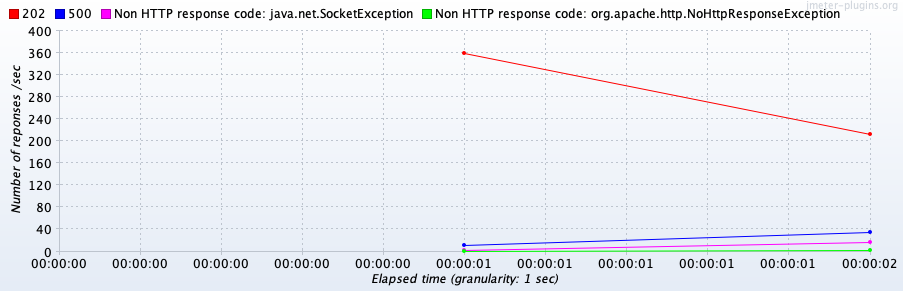 jmeter-plugins.org
202 500 Non HTTP response code: java.net.SocketException Non HTTP response code: org.apache.http.NoHttpResponseException
400
360
320
280
240
200
160
120
80
40
0
Number of reponses /sec
00:00:00 00:00:00 00:00:00 00:00:00 00:00:00 00:00:01 00:00:01 00:00:01 00:00:01 00:00:01 00:00:02
Elapsed time (granularity: 1 sec)